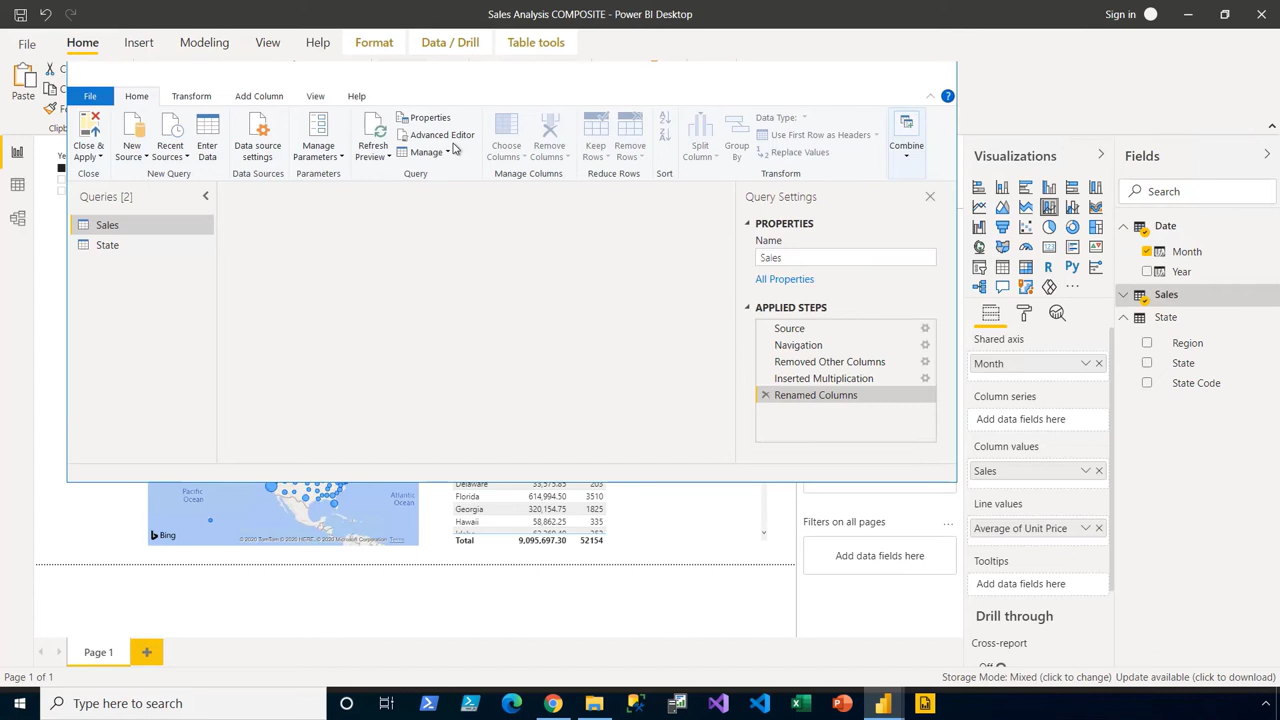 Sales Analysis COMPOSITE - Power BI Desktop
Sign in
File
Home
Insert
Modeling
View
Help
Format
Data / Drill
Table tools
Paste
Clipb
File
Home
Transform
Add Column
View
Help
?
Close &
Apply
Close
New
Source
Recent
Sources
Enter
Data
New Query
Data source
settings
Data Sources
Manage
Parameters
Parameters
Refresh
Preview
Properties
Advanced Editor
Manage
Query
Choose
Columns
Remove
Columns
Manage Columns
Keep
Rows
Remove
Rows
Reduce Rows
Sort
Split
Column
Group
By
Data Type:
Use First Row as Headers
Replace Values
Transform
Combine
Queries [2]
Sales
State
Query Settings
PROPERTIES
Name
Sales
All Properties
APPLIED STEPS
Source
Navigation
Removed Other Columns
Inserted Multiplication
Renamed Columns
Pacific
Ocean
Atlantic
Ocean
Bing
Florida 614,994.50 3510
Georgia 320,154.75 1825
Hawaii 58,862.25 335
Total 9,095,697.30 52154
Filters on all pages
...
Add data fields here
Visualizations
R Py
Shared axis
Month
Column series
Add data fields here
Column values
Sales
Line values
Average of Unit Price
Tooltips
Add data fields here
Drill through
Cross-report
Off
Fields
Search
Date
Month
Year
Sales
State
Region
State
State Code
Page 1
Page 1 of 1
Storage Mode: Mixed (click to change)
Update available (click to download)
Type here to search